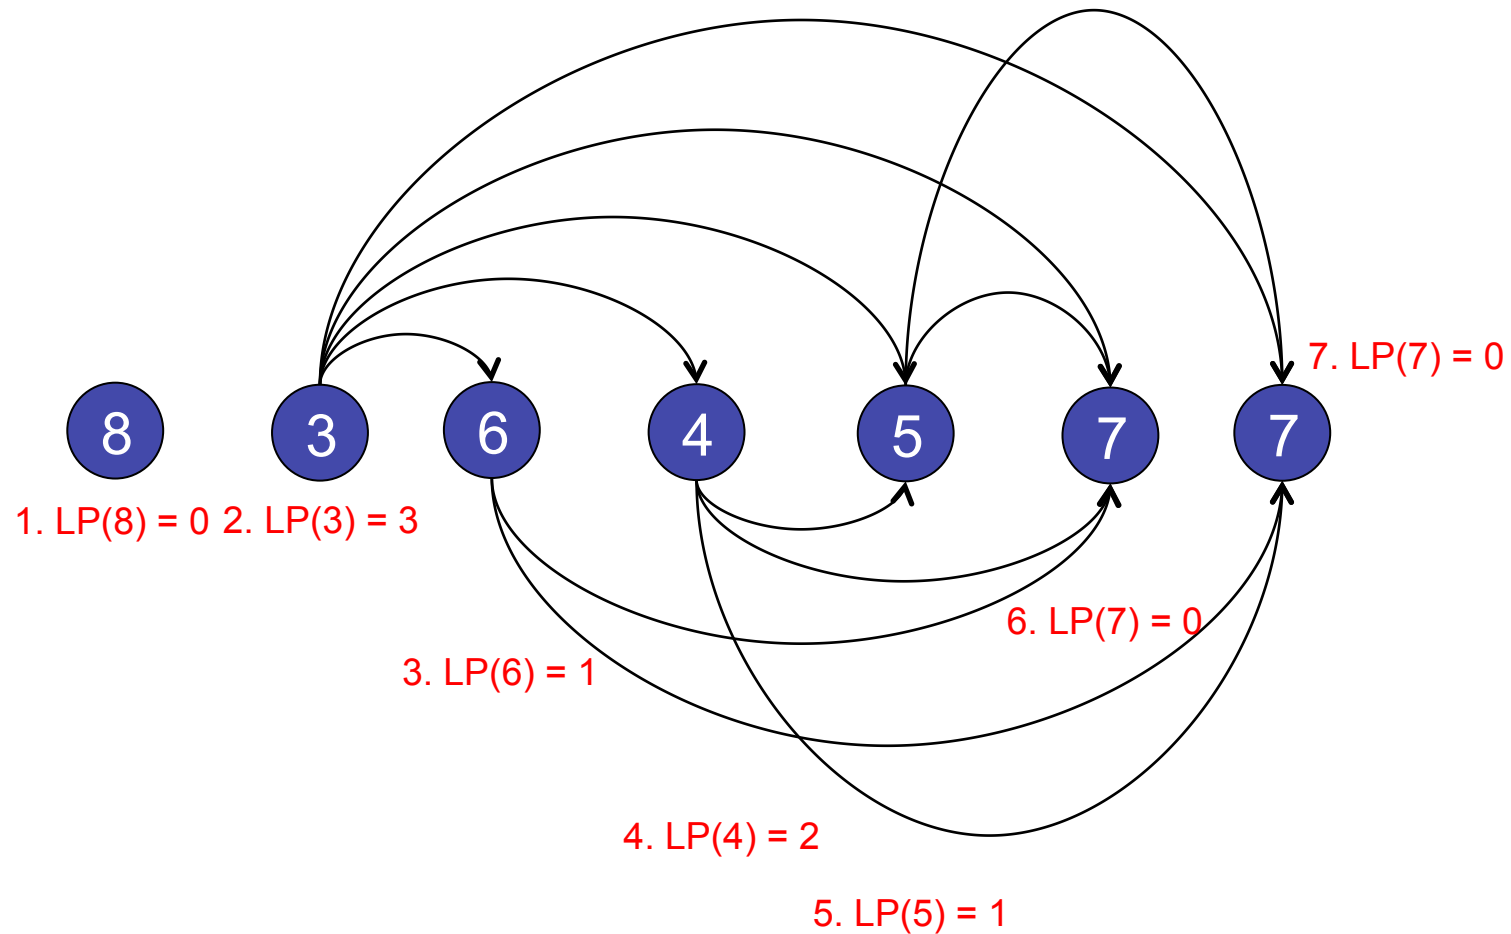 8 3 6 4 5 7 7
7. LP(7) = 0
1. LP(8) = 0 2. LP(3) = 3
6. LP(7) = 0
3. LP(6) = 1
4. LP(4) = 2
5. LP(5) = 1